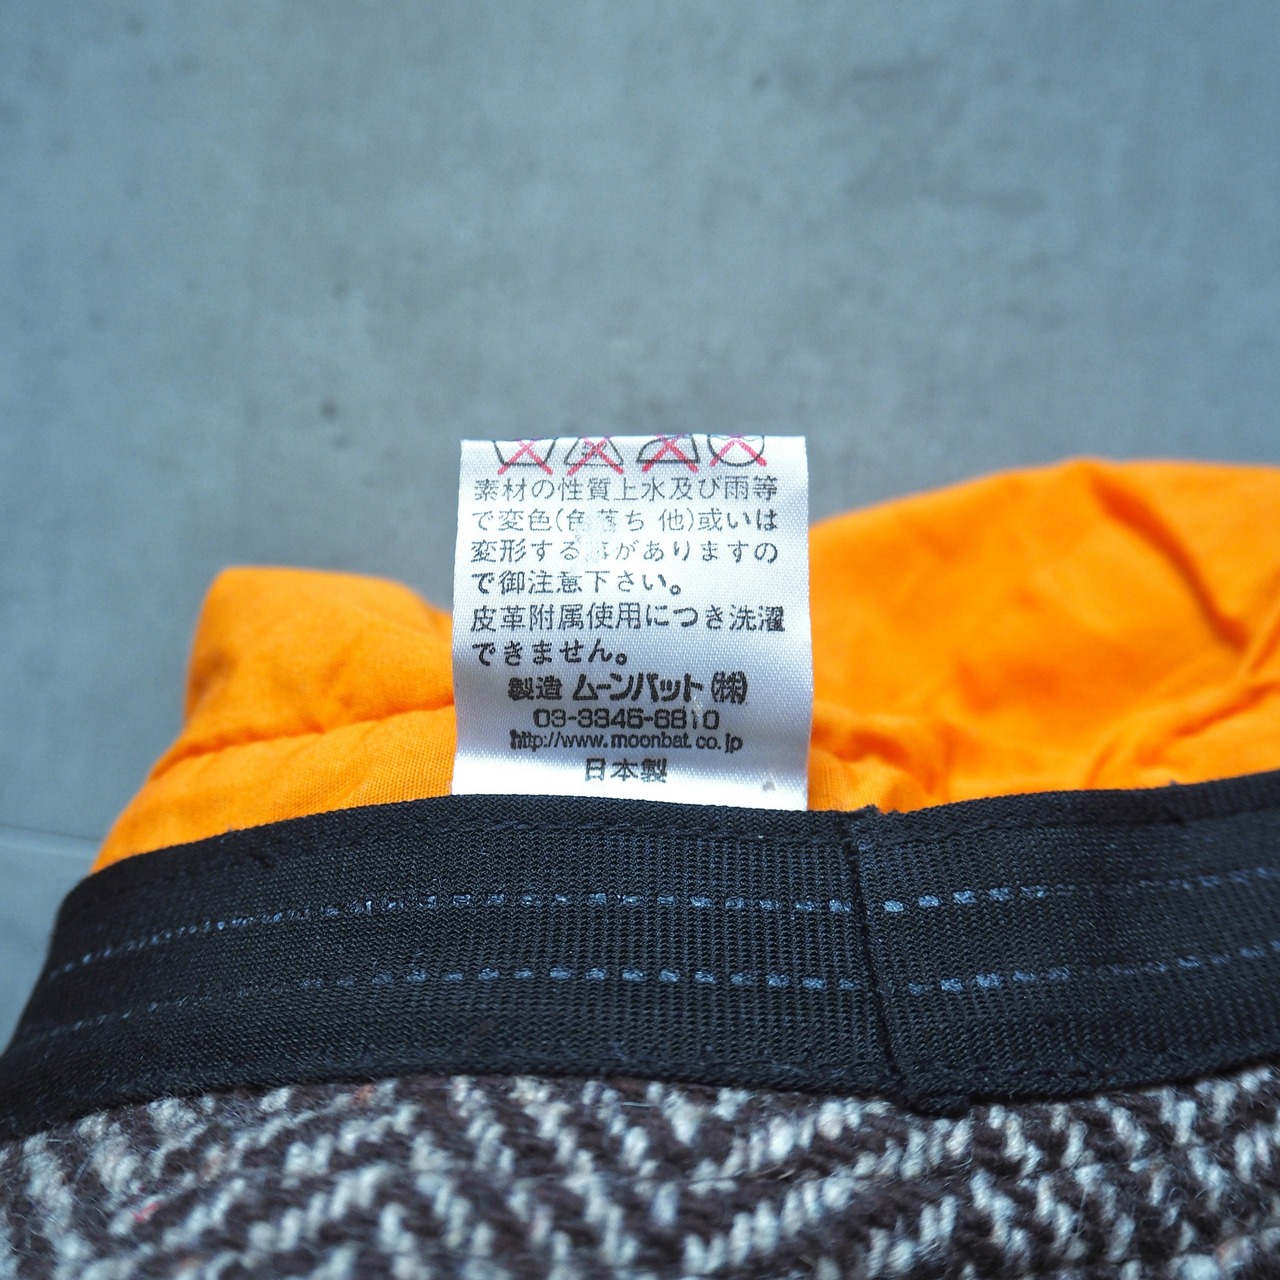 素材の性質上水及び雨等
で変色(色落ち 他)或いは
変形する事がありますの
で御注意下さい。
皮革附属使用につき洗濯
できません。
製造 ムーンバット㈱
03-3346-6810
http://www.moonbat.co.jp
日本製